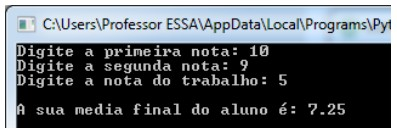 C:\Users\Professor ESSA\AppData\Local\Programs\Pyt
Digite a primeira nota: 10
Digite a segunda nota: 9
Digite a nota do trabalho: 5
A sua media final do aluno é: 7.25